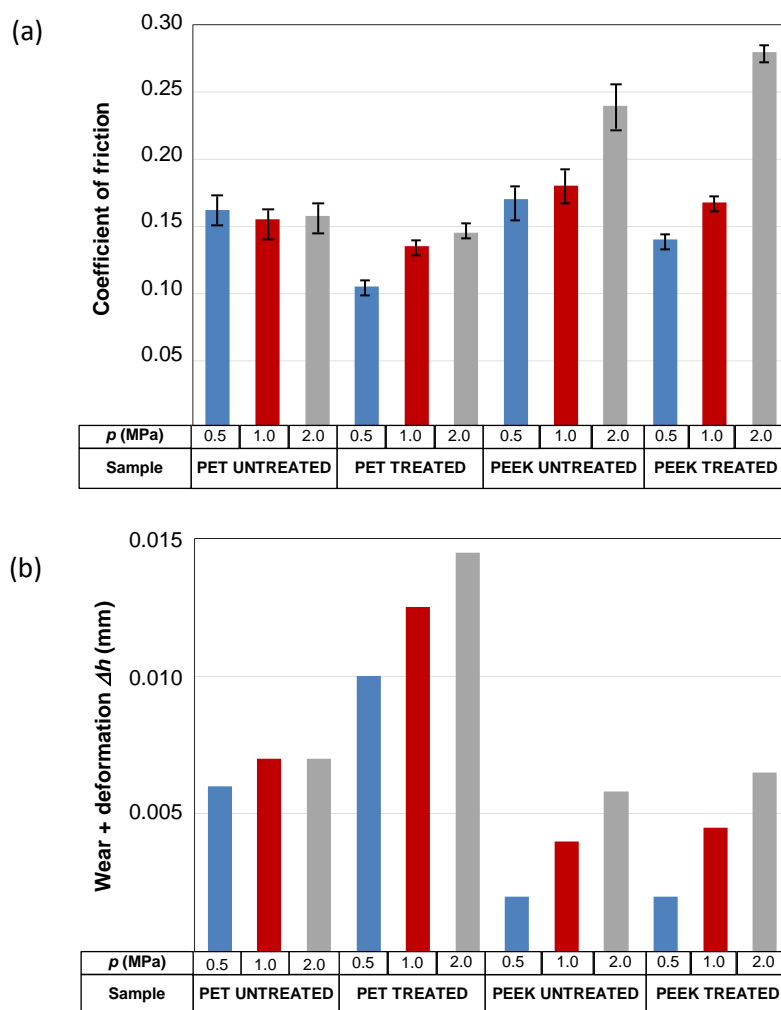 (a)
0.30
0.25
0.20
0.15
0.10
0.05
Coefficient of friction
p (MPa) 0.5 1.0 2.0 0.5 1.0 2.0 0.5 1.0 2.0 0.5 1.0 2.0
Sample PET UNTREATED PET TREATED PEEK UNTREATED PEEK TREATED
(b)
0.015
0.010
0.005
Wear + deformation Δh (mm)
p (MPa) 0.5 1.0 2.0 0.5 1.0 2.0 0.5 1.0 2.0 0.5 1.0 2.0
Sample PET UNTREATED PET TREATED PEEK UNTREATED PEEK TREATED